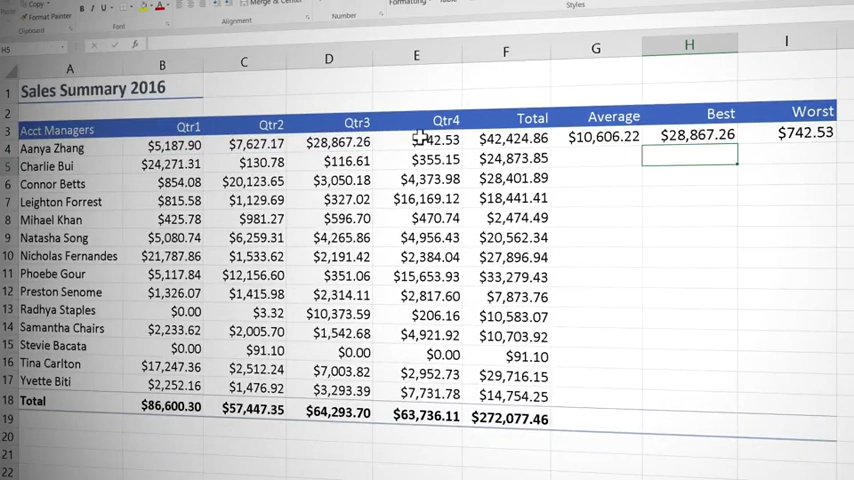 Copy
Format Painter
Clipboard
B I U
Font
Alignment
Merge & Center
Number
Formatting
Styles
H5
fx
A B C D E F G H I
1 Sales Summary 2016
2
3 Acct Managers Qtr1 Qtr2 Qtr3 Qtr4 Total Average Best Worst
4 Aanya Zhang $5,187.90 $7,627.17 $28,867.26 $742.53 $42,424.86 $10,606.22 $28,867.26 $742.53
5 Charlie Bui $24,271.31 $130.78 $116.61 $355.15 $24,873.85
6 Connor Betts $854.08 $20,123.65 $3,050.18 $4,373.98 $28,401.89
7 Leighton Forrest $815.58 $1,129.69 $327.02 $16,169.12 $18,441.41
8 Mihael Khan $425.78 $981.27 $596.70 $470.74 $2,474.49
9 Natasha Song $5,080.74 $6,259.31 $4,265.86 $4,956.43 $20,562.34
10 Nicholas Fernandes $21,787.86 $1,533.62 $2,191.42 $2,384.04 $27,896.94
11 Phoebe Gour $5,117.84 $12,156.60 $351.06 $15,653.93 $33,279.43
12 Preston Senome $1,326.07 $1,415.98 $2,314.11 $2,817.60 $7,873.76
13 Radhya Staples $0.00 $3.32 $10,373.59 $206.16 $10,583.07
14 Samantha Chairs $2,233.62 $2,005.70 $1,542.68 $4,921.92 $10,703.92
15 Stevie Bacata $0.00 $91.10 $0.00 $0.00 $91.10
16 Tina Carlton $17,247.36 $2,512.24 $7,003.82 $2,952.73 $29,716.15
17 Yvette Biti $2,252.16 $1,476.92 $3,293.39 $7,731.78 $14,754.25
18 Total $86,600.30 $57,447.35 $64,293.70 $63,736.11 $272,077.46
19
20
21
22